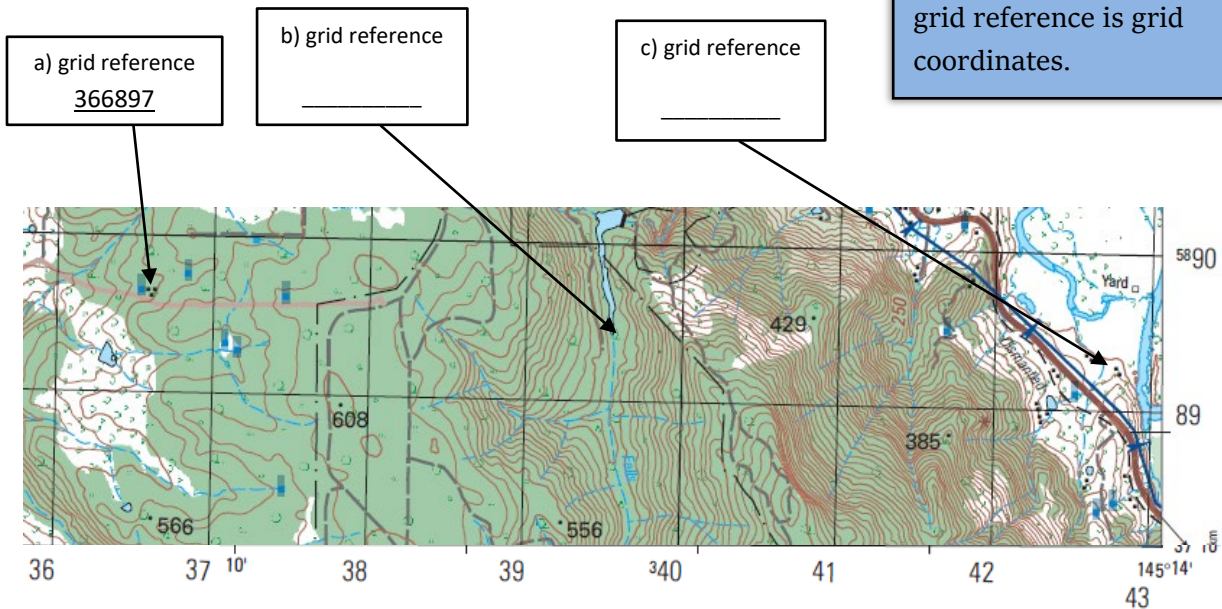 grid reference is grid
coordinates.
a) grid reference
366897
b) grid reference
__________
c) grid reference
__________
5890
Yard
250
429
89
608
385
Falls
566
556
36
37
10'
38
39
340
41
42
145°14'
43
km